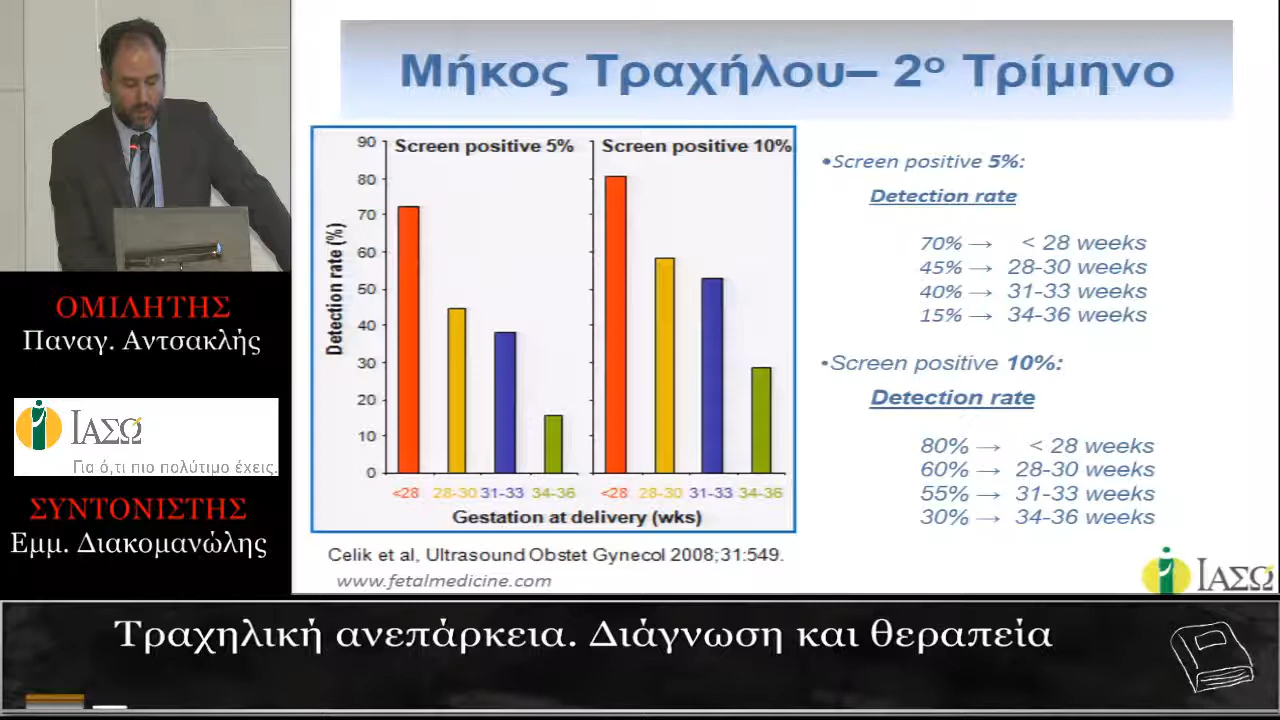 Μήκος Τραχήλου– 2º Τρίμηνο
Screen positive 5%
Screen positive 10%
Detection rate (%)
90
80
70
60
50
40
30
20
10
0
<28 28-30 31-33 34-36
<28 28-30 31-33 34-36
Gestation at delivery (wks)
Celik et al, Ultrasound Obstet Gynecol 2008;31:549.
www.fetalmedicine.com
•Screen positive 5%:
Detection rate
70% → < 28 weeks
45% → 28-30 weeks
40% → 31-33 weeks
15% → 34-36 weeks
•Screen positive 10%:
Detection rate
80% → < 28 weeks
60% → 28-30 weeks
55% → 31-33 weeks
30% → 34-36 weeks
ΙΑΣΩ
ΟΜΙΛΗΤΗΣ
Παναγ. Αντσακλής
ΙΑΣΩ
Για ό,τι πιο πολύτιμο έχεις.
ΣΥΝΤΟΝΙΣΤΗΣ
Εμμ. Διακομανώλης
Τραχηλική ανεπάρκεια. Διάγνωση και θεραπεία